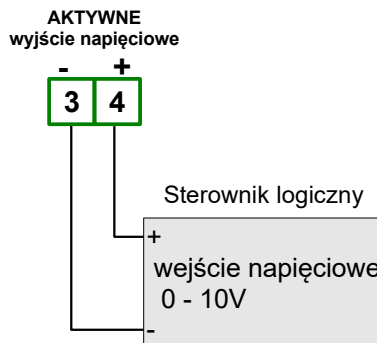 AKTYWNE
wyjście napięciowe
- +
3 4
Sterownik logiczny
+
wejście napięciowe
0 - 10V
-